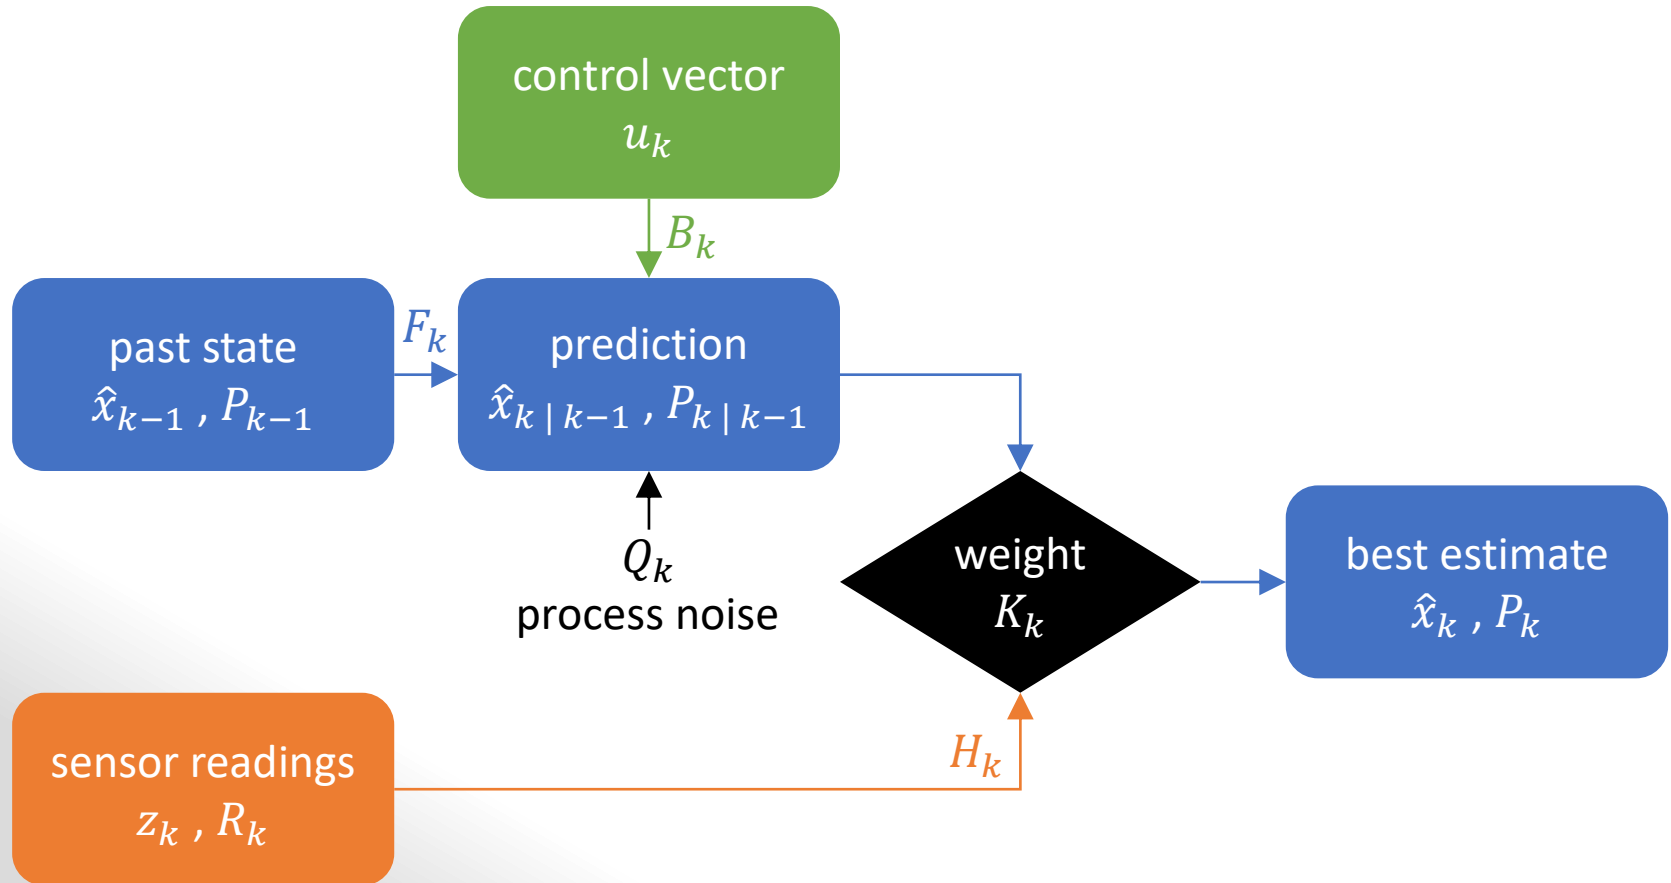 control vector
u_k
B_k
past state
x̂_{k−1} , P_{k−1}
F_k
prediction
x̂_{k | k−1} , P_{k | k−1}
Q_k
process noise
weight
K_k
best estimate
x̂_k , P_k
sensor readings
z_k , R_k
H_k